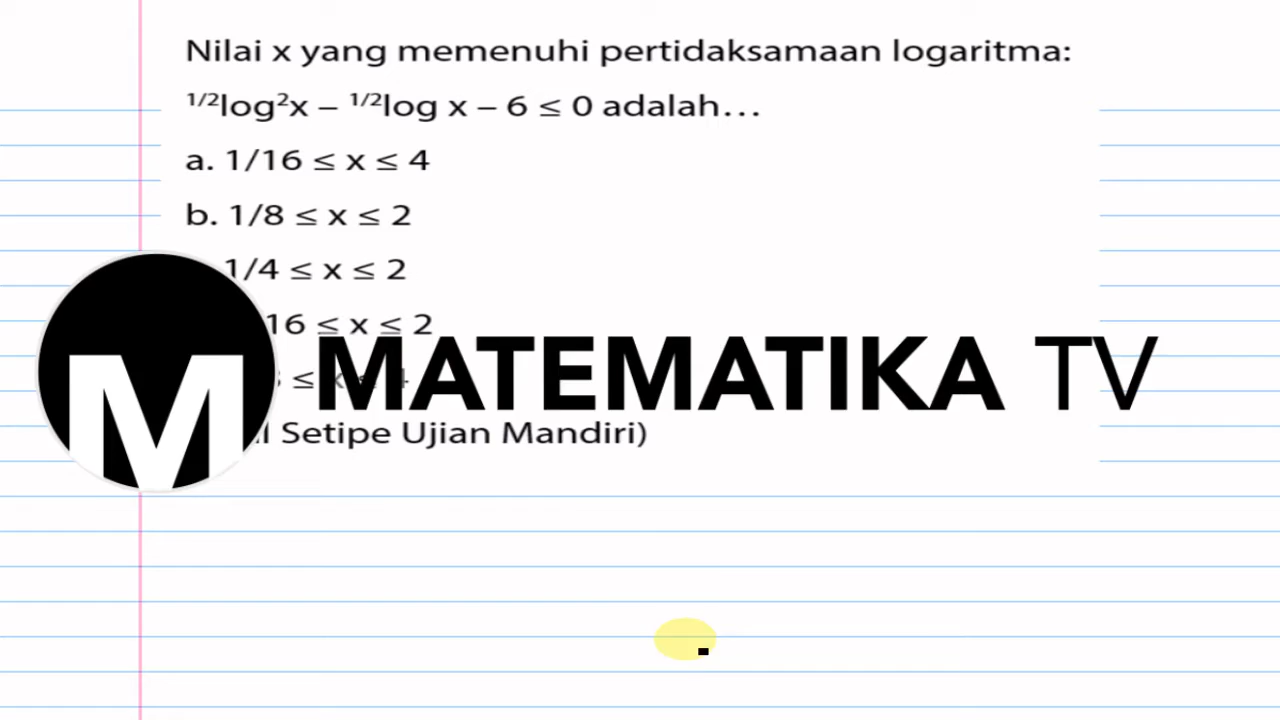 Nilai x yang memenuhi pertidaksamaan logaritma:
¹/²log²x – ¹/²log x – 6 ≤ 0 adalah...
a. 1/16 ≤ x ≤ 4
b. 1/8 ≤ x ≤ 2
1/4 ≤ x ≤ 2
16 ≤ x ≤ 2
≤ x ≤ 4
Setipe Ujian Mandiri)
M MATEMATIKA TV